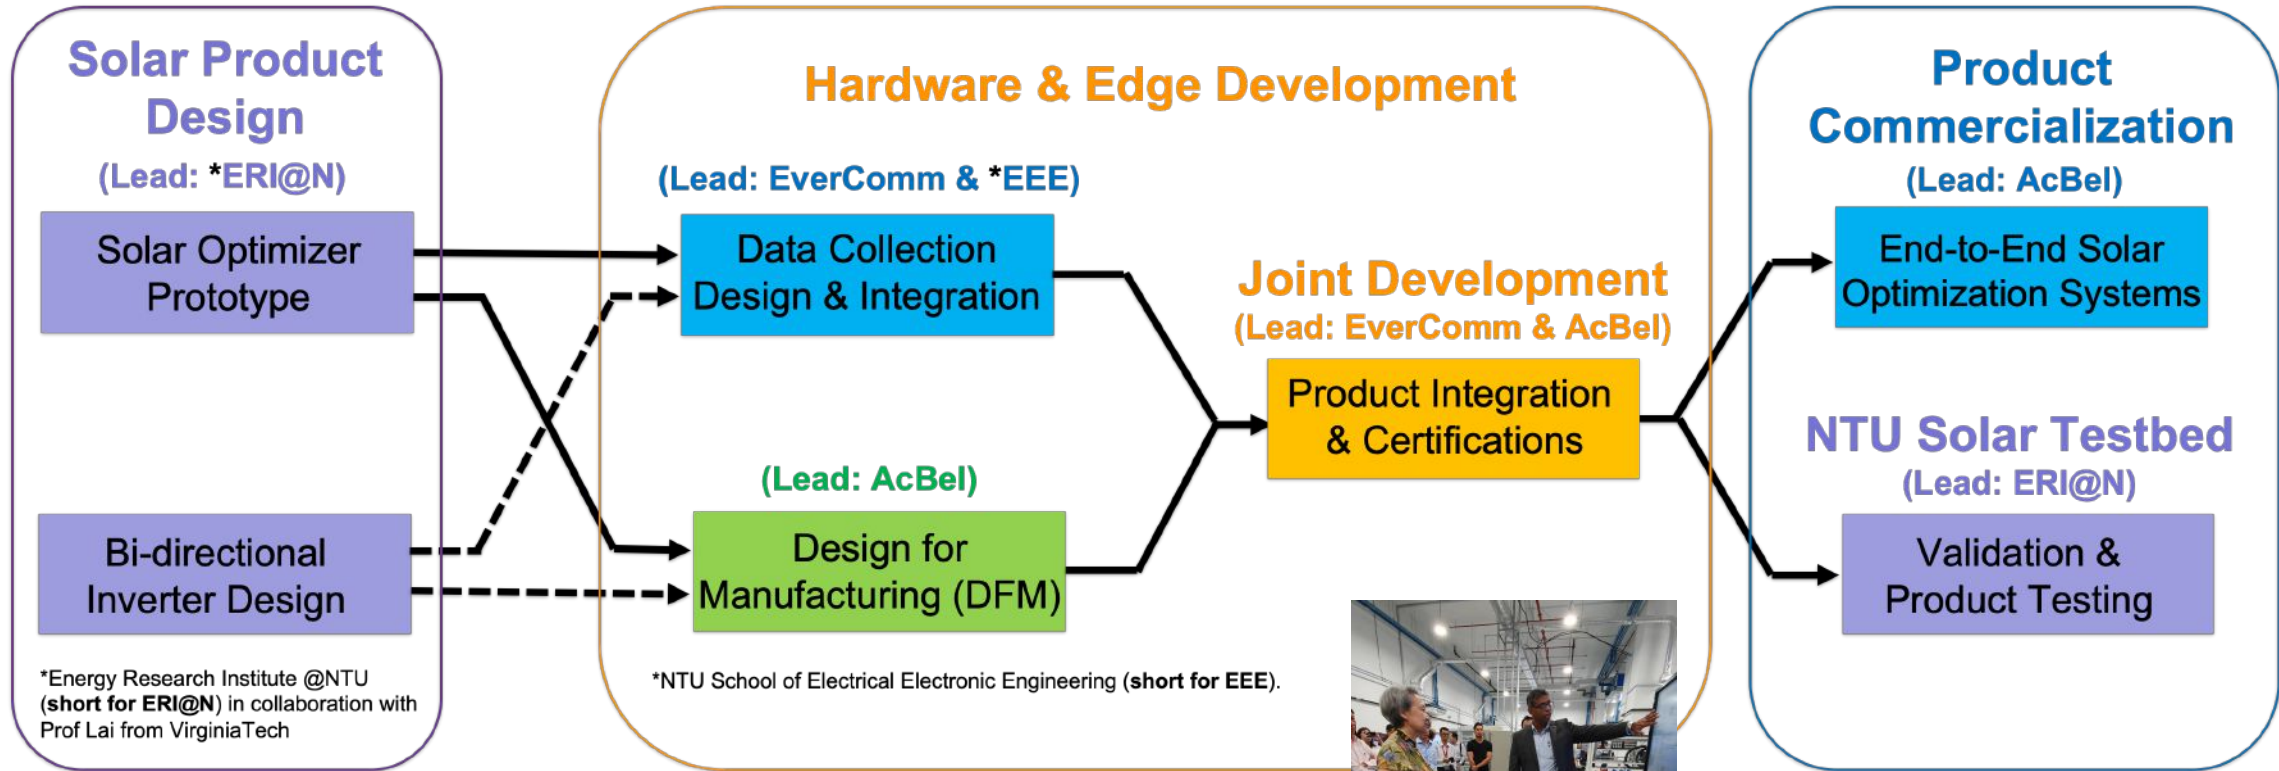 Solar Product
Design
(Lead: *ERI@N)
Solar Optimizer
Prototype
Bi-directional
Inverter Design
*Energy Research Institute @NTU
(short for ERI@N) in collaboration with
Prof Lai from VirginiaTech
Hardware & Edge Development
(Lead: EverComm & *EEE)
Data Collection
Design & Integration
(Lead: AcBel)
Design for
Manufacturing (DFM)
*NTU School of Electrical Electronic Engineering (short for EEE).
Joint Development
(Lead: EverComm & AcBel)
Product Integration
& Certifications
Product
Commercialization
(Lead: AcBel)
End-to-End Solar
Optimization Systems
NTU Solar Testbed
(Lead: ERI@N)
Validation &
Product Testing